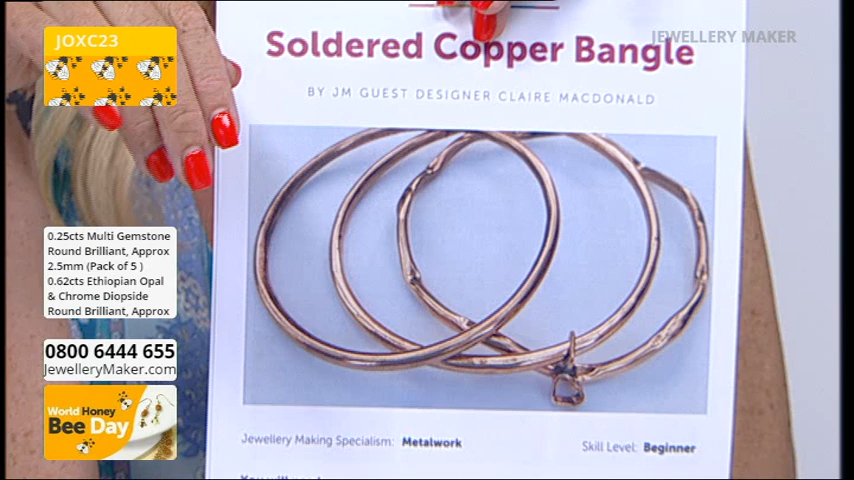 JOXC23
JEWELLERY MAKER
Soldered Copper Bangle
BY JM GUEST DESIGNER CLAIRE MACDONALD
0.25cts Multi Gemstone
Round Brilliant, Approx
2.5mm (Pack of 5 )
0.62cts Ethiopian Opal
& Chrome Diopside
Round Brilliant, Approx
0800 6444 655
JewelleryMaker.com
World Honey
Bee Day
Jewellery Making Specialism: Metalwork
Skill Level: Beginner